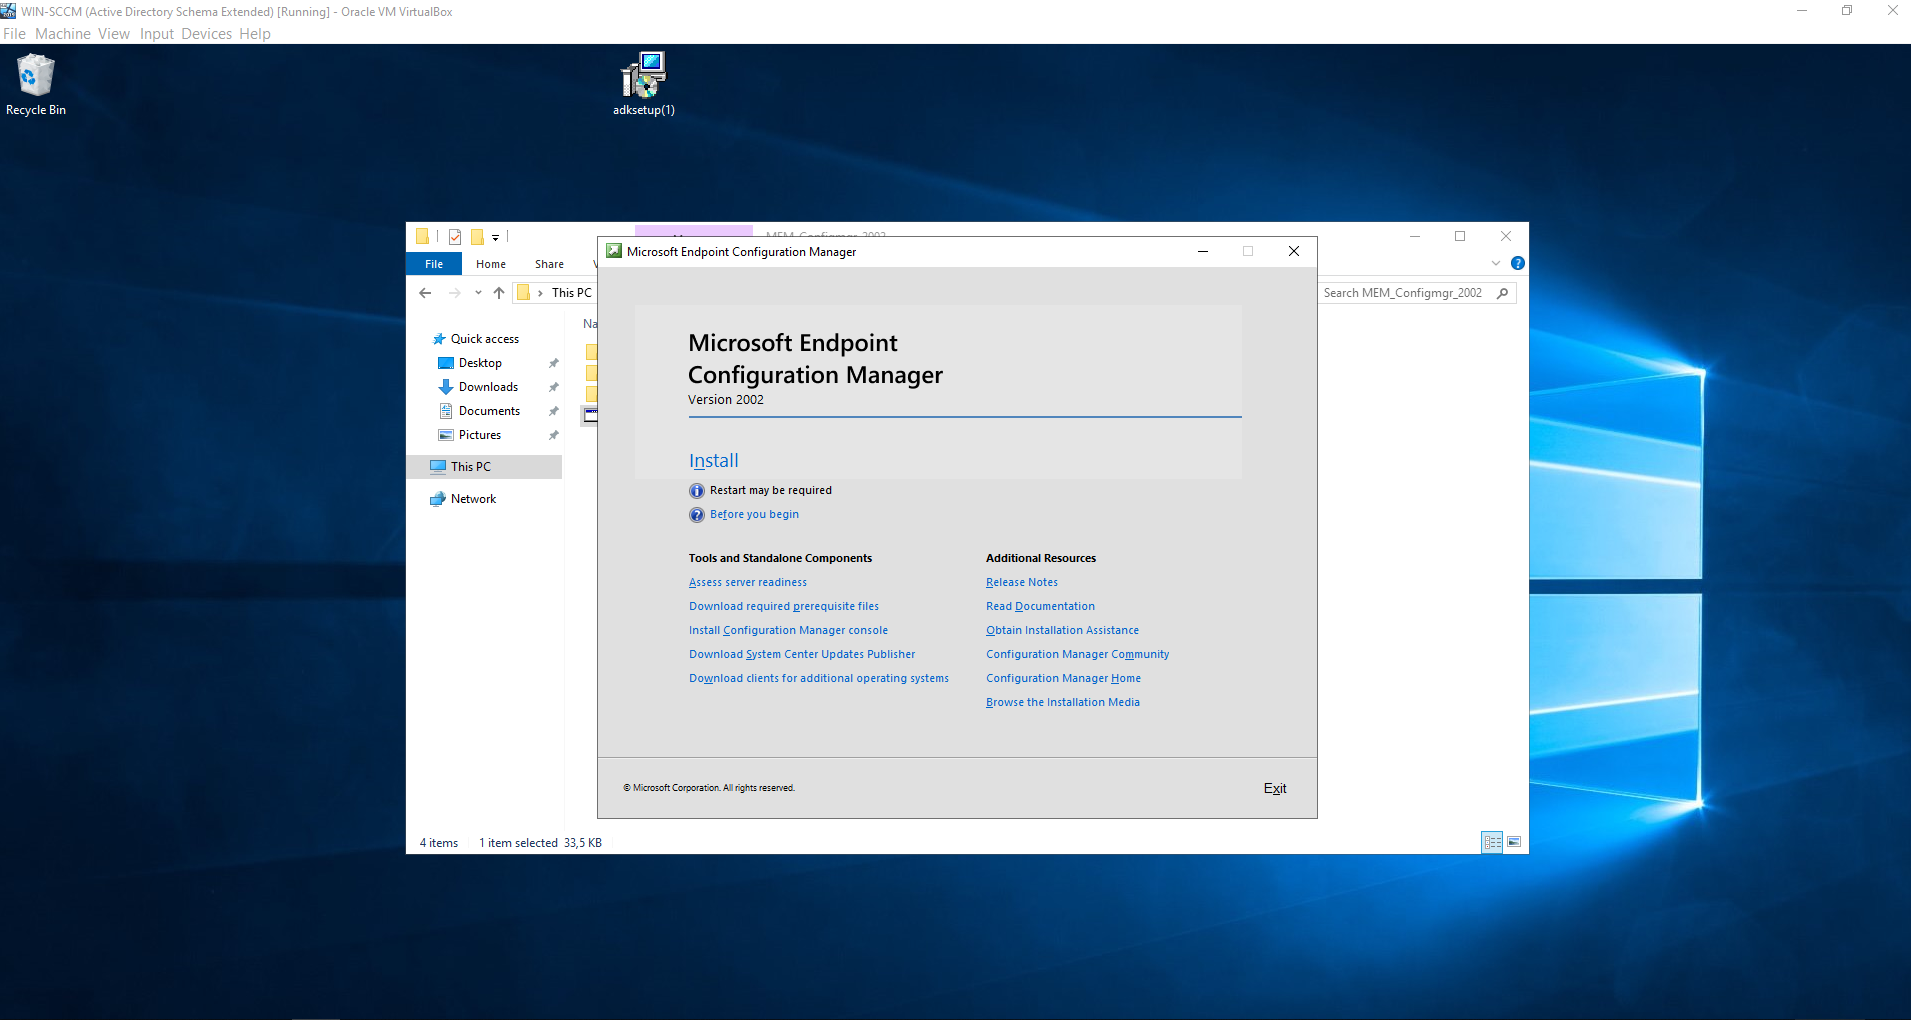 WIN-SCCM (Active Directory Schema Extended) [Running] - Oracle VM VirtualBox
File Machine View Input Devices Help
Recycle Bin
adksetup(1)
MEM_Configmgr_2002
File Home Share
This PC
Search MEM_Configmgr_2002
Quick access
Desktop
Downloads
Documents
Pictures
This PC
Network
4 items 1 item selected 33,5 KB
Microsoft Endpoint Configuration Manager
Microsoft Endpoint
Configuration Manager
Version 2002
Install
Restart may be required
Before you begin
Tools and Standalone Components
Assess server readiness
Download required prerequisite files
Install Configuration Manager console
Download System Center Updates Publisher
Download clients for additional operating systems
Additional Resources
Release Notes
Read Documentation
Obtain Installation Assistance
Configuration Manager Community
Configuration Manager Home
Browse the Installation Media
© Microsoft Corporation. All rights reserved.
Exit